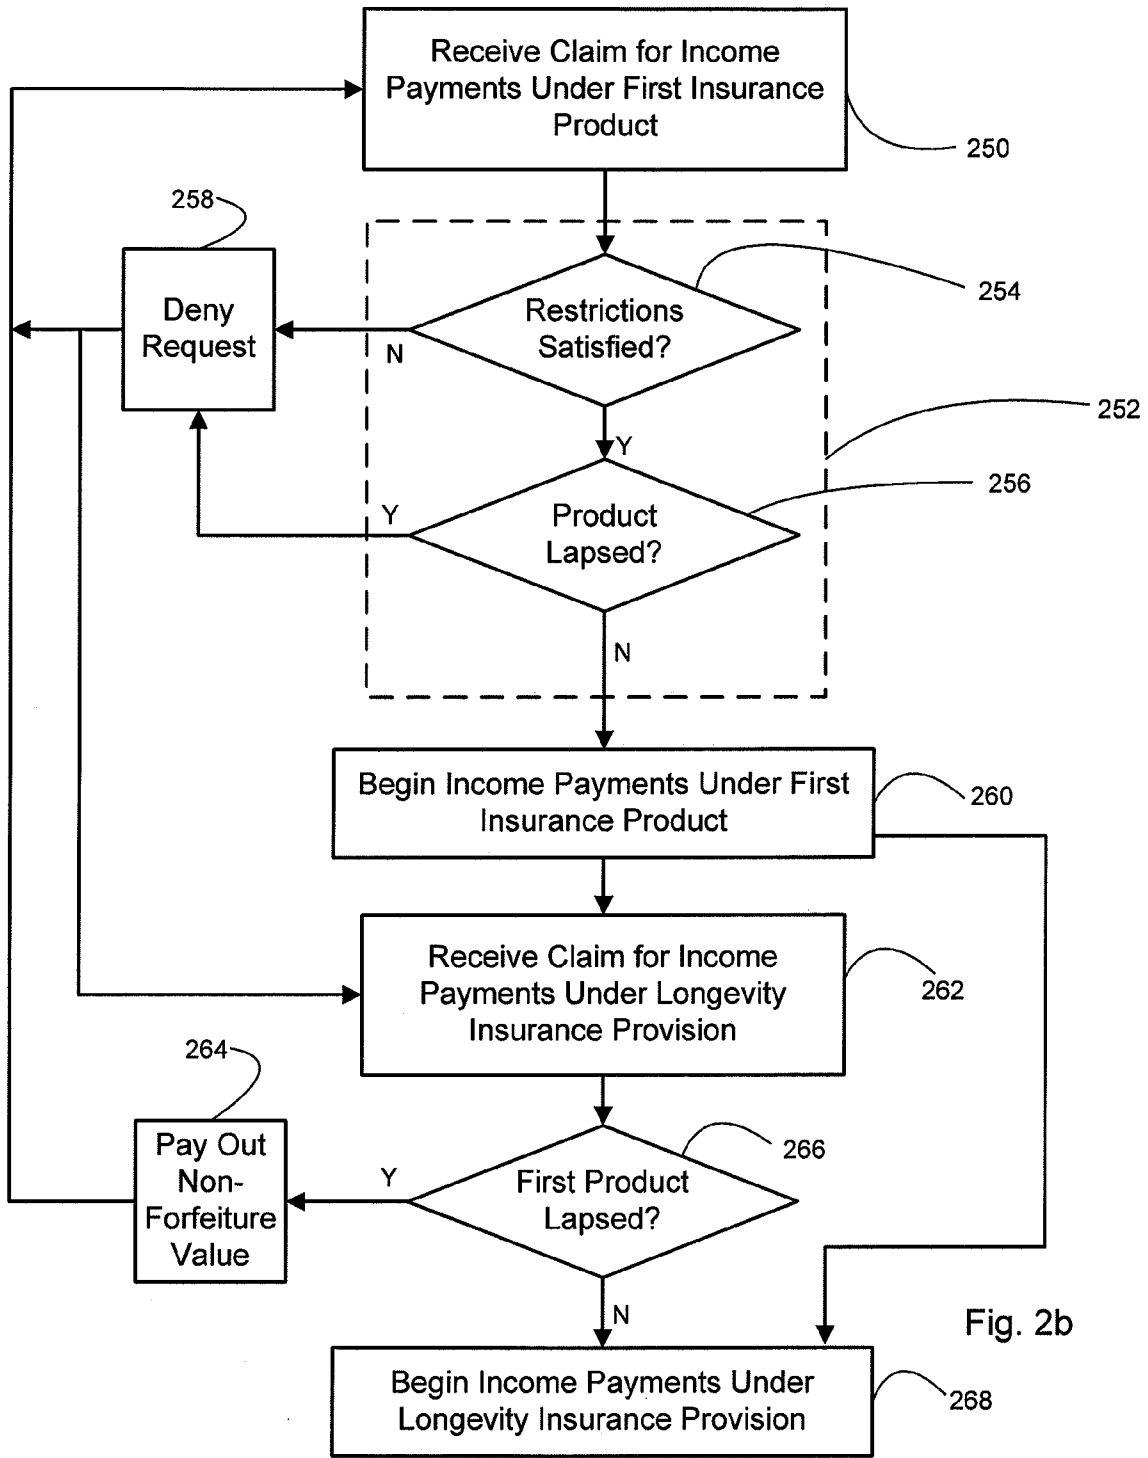 Receive Claim for Income
Payments Under First Insurance
Product
250
258
254
Deny
Request
Restrictions
Satisfied?
N
252
Y
256
Y
Product
Lapsed?
N
Begin Income Payments Under First
Insurance Product
260
Receive Claim for Income
Payments Under Longevity
Insurance Provision
262
264
266
Pay Out
Non-
Forfeiture
Value
Y
First Product
Lapsed?
N
Fig. 2b
Begin Income Payments Under
Longevity Insurance Provision
268